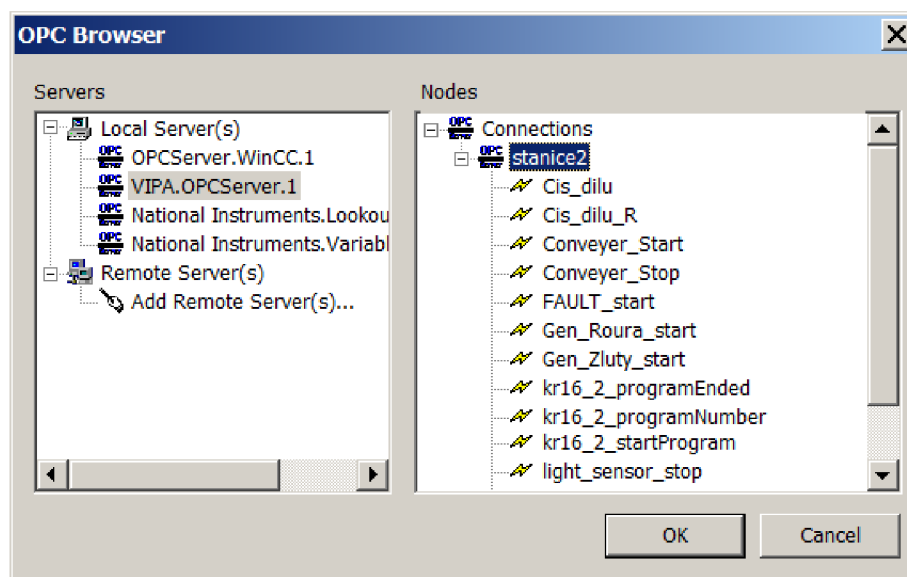 OPC Browser
Servers
Local Server(s)
OPCServer.WinCC.1
VIPA.OPCServer.1
National Instruments.Lookou
National Instruments.Variabl
Remote Server(s)
Add Remote Server(s)...
Nodes
Connections
stanice2
Cis_dilu
Cis_dilu_R
Conveyer_Start
Conveyer_Stop
FAULT_start
Gen_Roura_start
Gen_Zluty_start
kr16_2_programEnded
kr16_2_programNumber
kr16_2_startProgram
light_sensor_stop
OK
Cancel